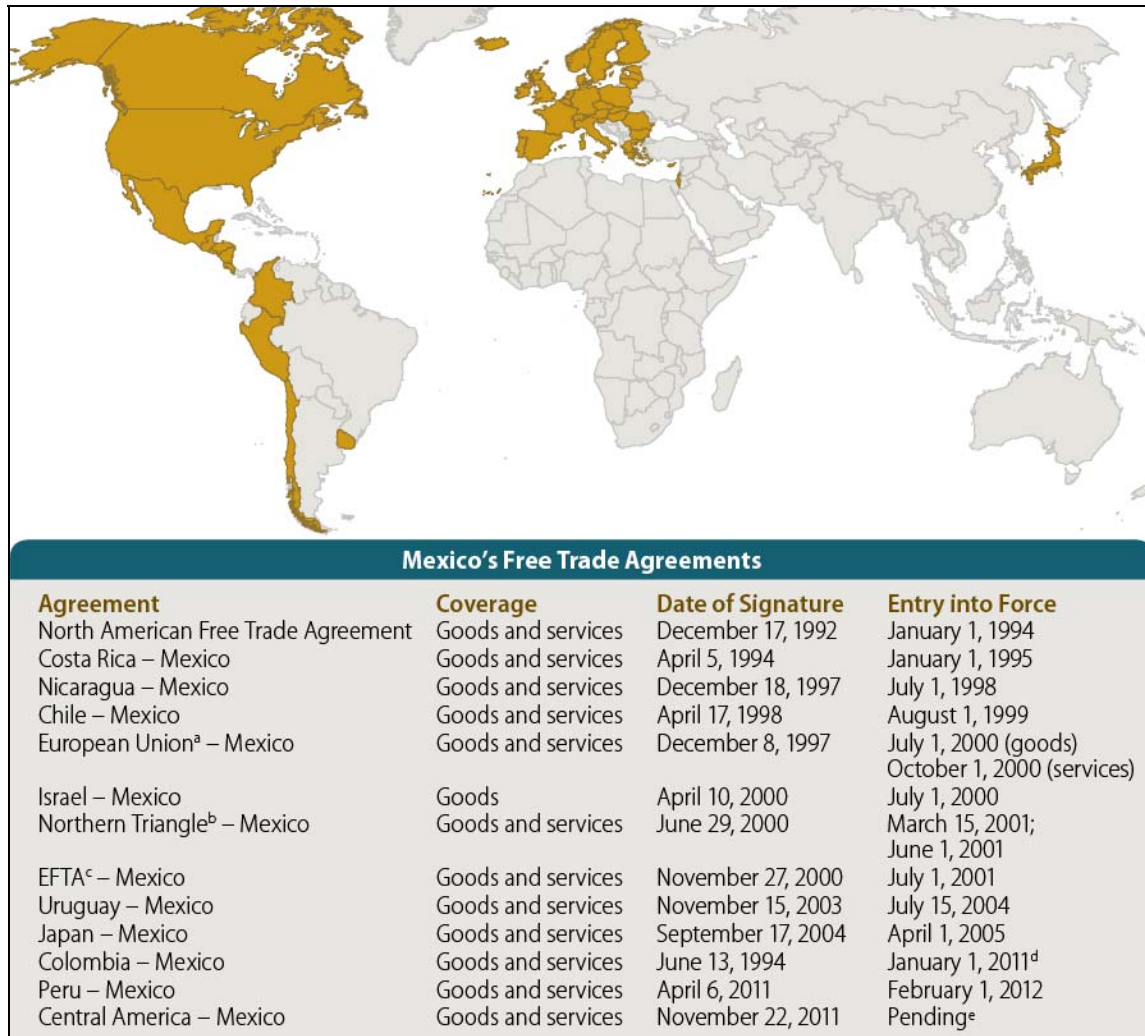 Mexico's Free Trade Agreements
Agreement Coverage Date of Signature Entry into Force
North American Free Trade Agreement Goods and services December 17, 1992 January 1, 1994
Costa Rica – Mexico Goods and services April 5, 1994 January 1, 1995
Nicaragua – Mexico Goods and services December 18, 1997 July 1, 1998
Chile – Mexico Goods and services April 17, 1998 August 1, 1999
European Unionᵃ – Mexico Goods and services December 8, 1997 July 1, 2000 (goods)
October 1, 2000 (services)
Israel – Mexico Goods April 10, 2000 July 1, 2000
Northern Triangleᵇ – Mexico Goods and services June 29, 2000 March 15, 2001;
June 1, 2001
EFTAᶜ – Mexico Goods and services November 27, 2000 July 1, 2001
Uruguay – Mexico Goods and services November 15, 2003 July 15, 2004
Japan – Mexico Goods and services September 17, 2004 April 1, 2005
Colombia – Mexico Goods and services June 13, 1994 January 1, 2011ᵈ
Peru – Mexico Goods and services April 6, 2011 February 1, 2012
Central America – Mexico Goods and services November 22, 2011 Pendingᵉ